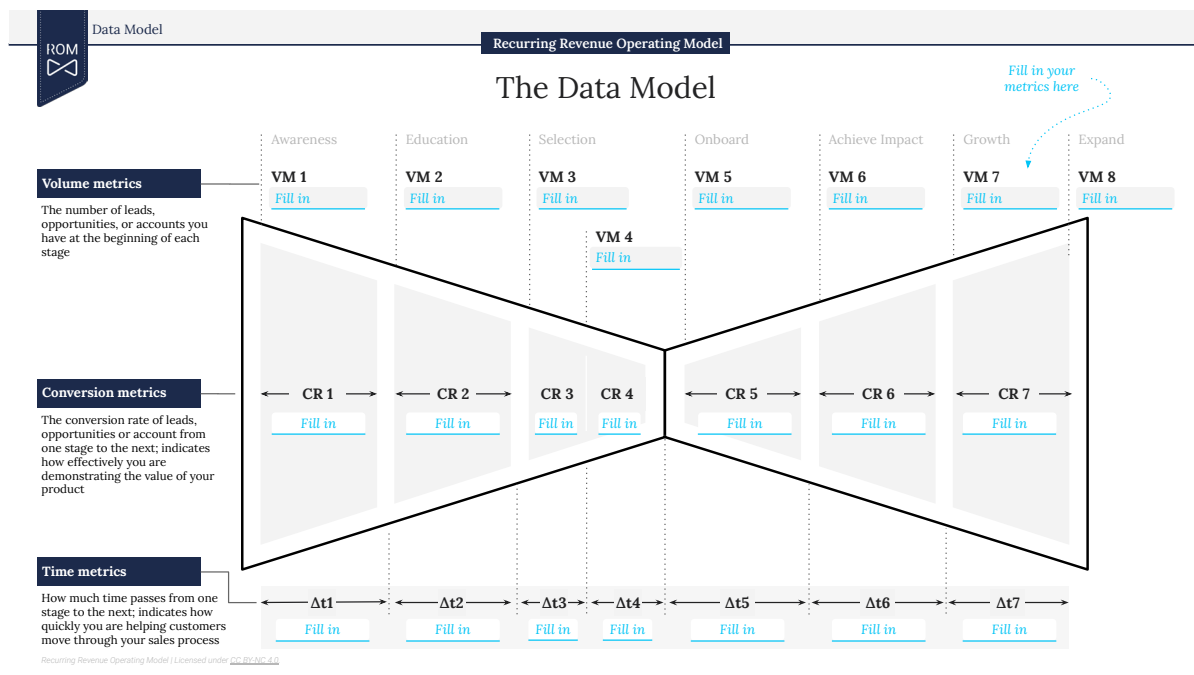 Data Model
ROM
Recurring Revenue Operating Model
The Data Model
Fill in your
metrics here
Awareness Education Selection Onboard Achieve Impact Growth Expand
VM 1 VM 2 VM 3 VM 5 VM 6 VM 7 VM 8
Fill in Fill in Fill in Fill in Fill in Fill in Fill in
VM 4
Fill in
Volume metrics
The number of leads,
opportunities, or accounts you
have at the beginning of each
stage
Conversion metrics
The conversion rate of leads,
opportunities or account from
one stage to the next; indicates
how effectively you are
demonstrating the value of your
product
CR 1 CR 2 CR 3 CR 4 CR 5 CR 6 CR 7
Fill in Fill in Fill in Fill in Fill in Fill in Fill in
Time metrics
How much time passes from one
stage to the next; indicates how
quickly you are helping customers
move through your sales process
Δt1 Δt2 Δt3 Δt4 Δt5 Δt6 Δt7
Fill in Fill in Fill in Fill in Fill in Fill in Fill in
Recurring Revenue Operating Model | Licensed under CC BY-NC 4.0